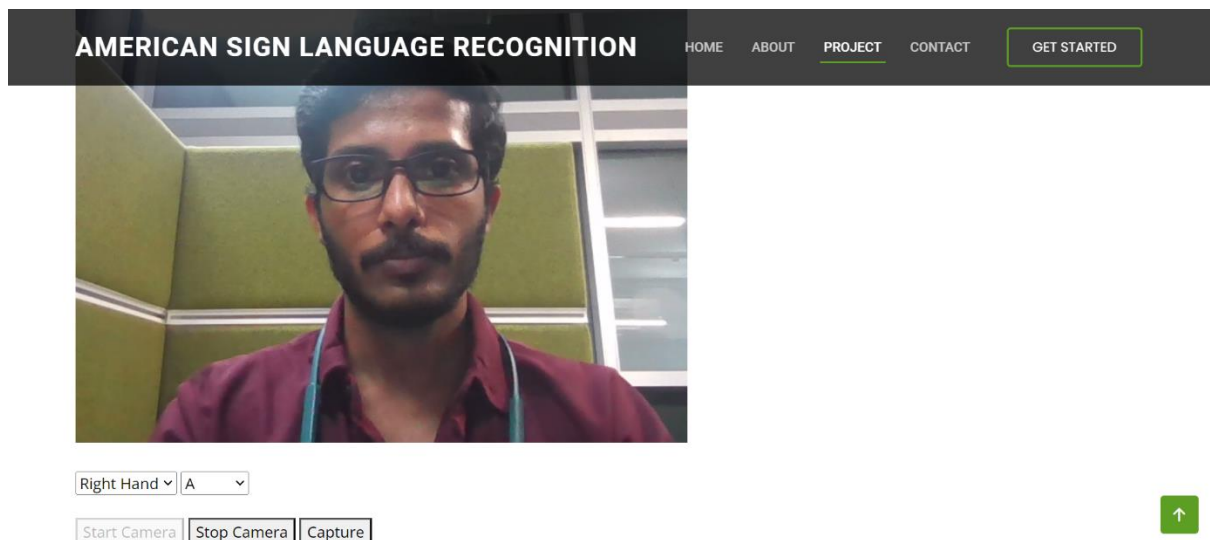 AMERICAN SIGN LANGUAGE RECOGNITION HOME ABOUT PROJECT CONTACT GET STARTED
Right Hand A
Start Camera Stop Camera Capture